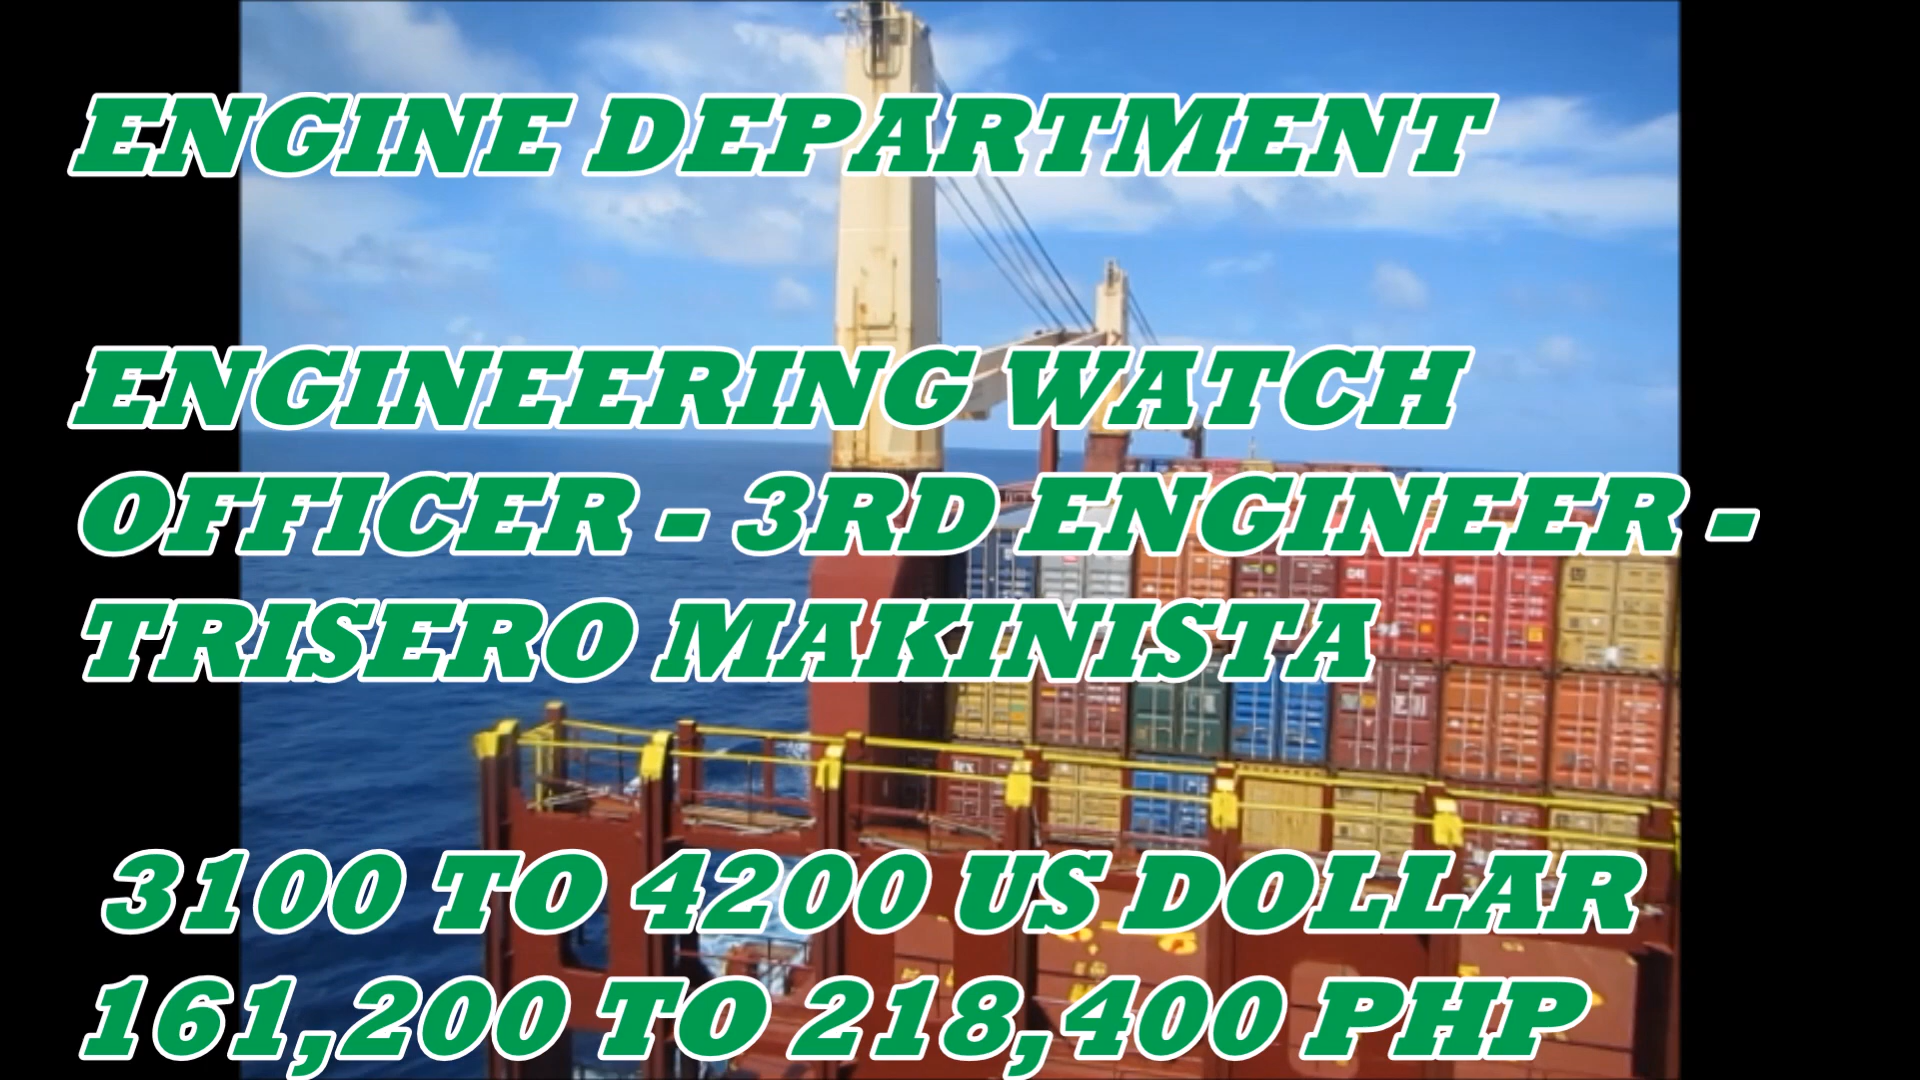 ENGINE DEPARTMENT
ENGINEERING WATCH
OFFICER - 3RD ENGINEER -
TRISERO MAKINISTA
3100 TO 4200 US DOLLAR
161,200 TO 218,400 PHP